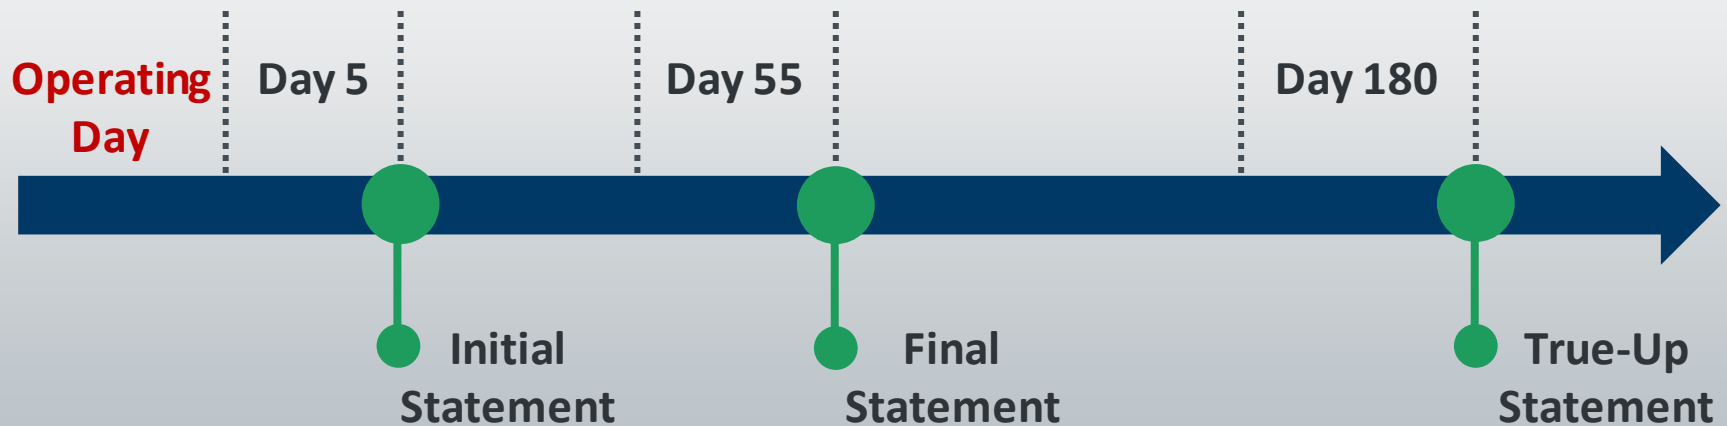 Operating
Day
Day 5
Day 55
Day 180
Initial
Statement
Final
Statement
True-Up
Statement